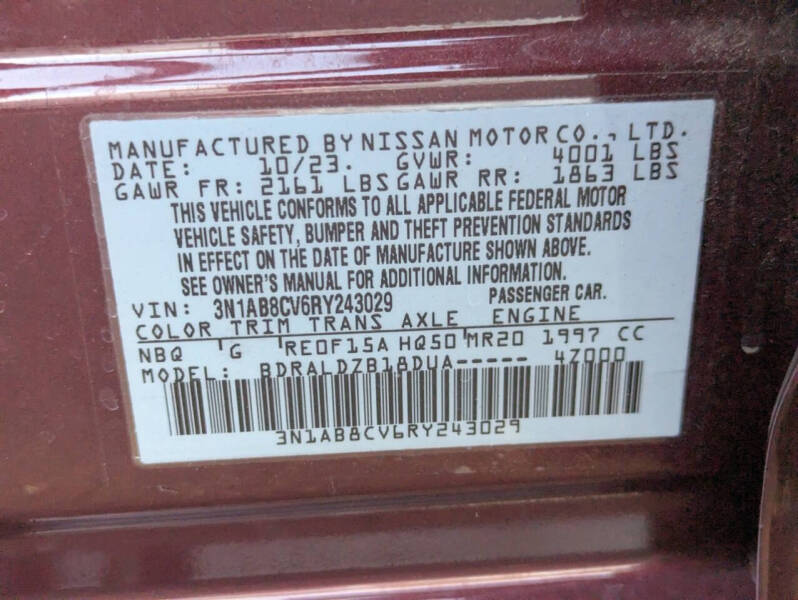 MANUFACTURED BY NISSAN MOTOR CO., LTD.
DATE: 10/23. GVWR: 4001 LBS
GAWR FR: 2161 LBS GAWR RR: 1863 LBS
THIS VEHICLE CONFORMS TO ALL APPLICABLE FEDERAL MOTOR
VEHICLE SAFETY, BUMPER AND THEFT PREVENTION STANDARDS
IN EFFECT ON THE DATE OF MANUFACTURE SHOWN ABOVE.
SEE OWNER'S MANUAL FOR ADDITIONAL INFORMATION.
VIN: 3N1AB8CV6RY243029 PASSENGER CAR.
COLOR TRIM TRANS AXLE ENGINE
NBQ 'G 'RE0F15A HQ50'MR20 1997 CC
MODEL: BDRALDZB18DUA----- 4Z000
3N1AB8CV6RY243029